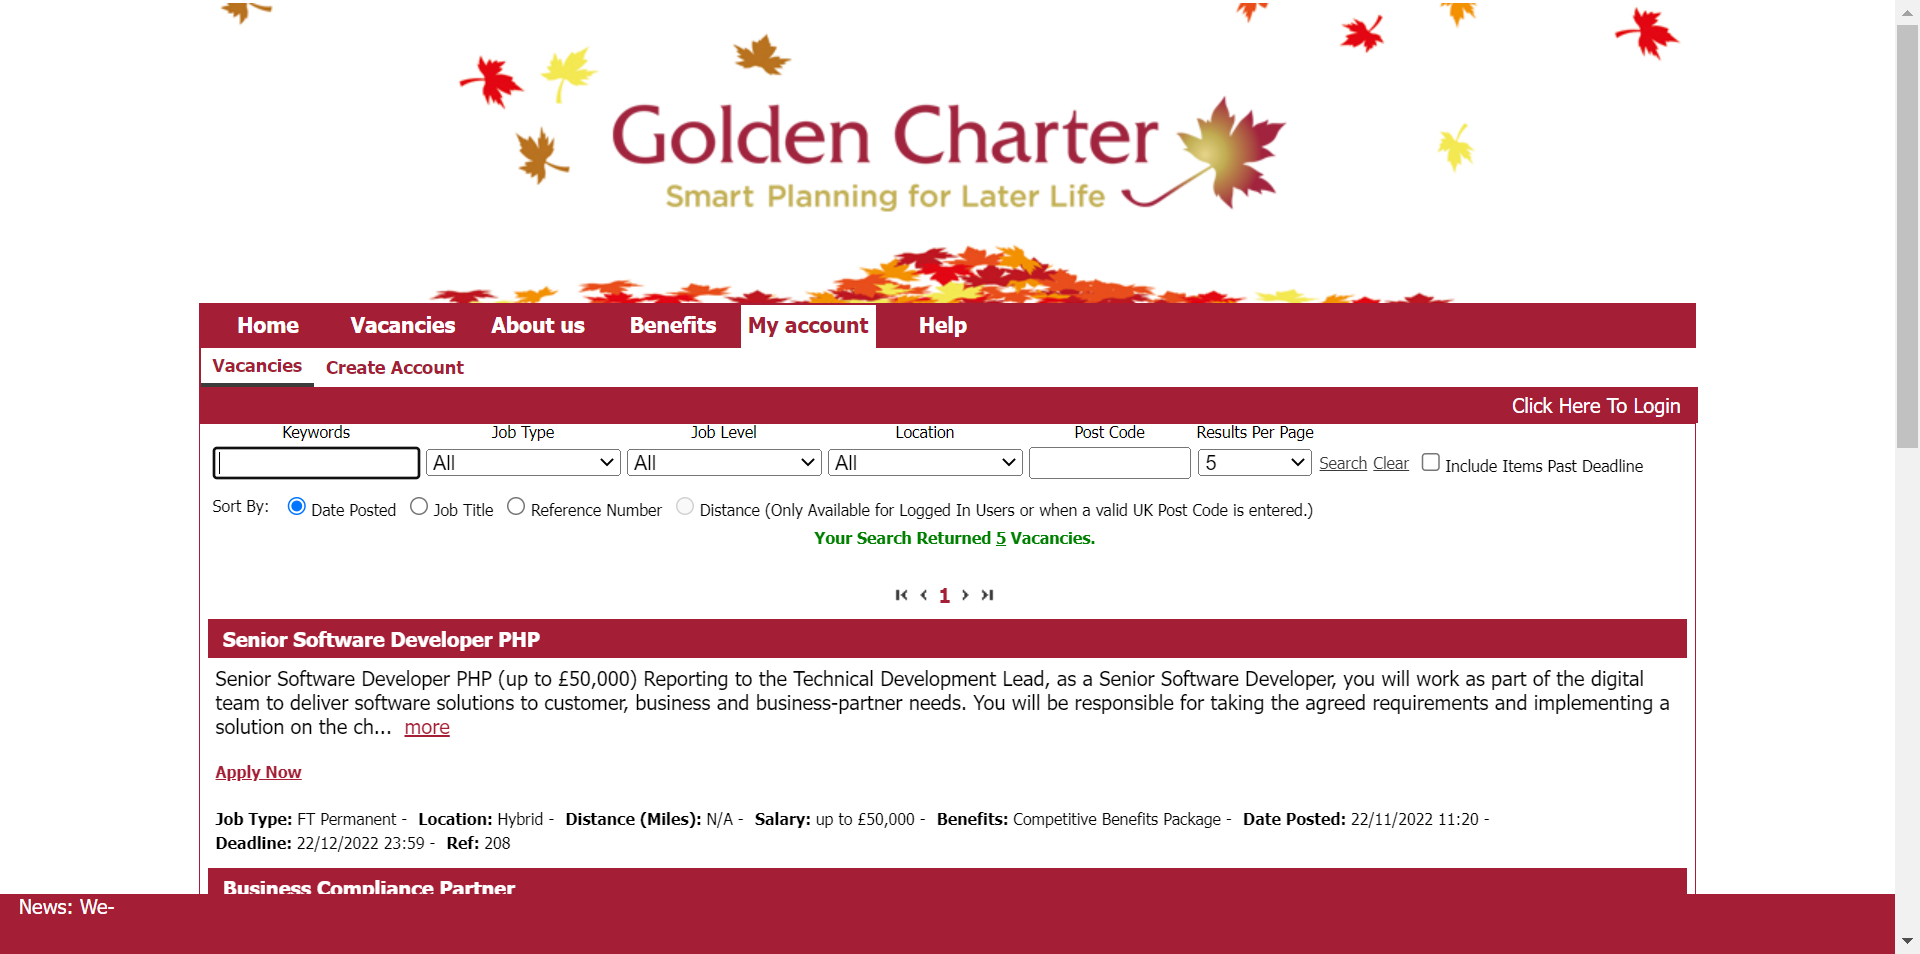 Golden Charter
Smart Planning for Later Life
Home Vacancies About us Benefits My account Help
Vacancies Create Account
Click Here To Login
Keywords Job Type Job Level Location Post Code Results Per Page
All All All 5 Search Clear Include Items Past Deadline
Sort By: Date Posted Job Title Reference Number Distance (Only Available for Logged In Users or when a valid UK Post Code is entered.)
Your Search Returned 5 Vacancies.
1
Senior Software Developer PHP
Senior Software Developer PHP (up to £50,000) Reporting to the Technical Development Lead, as a Senior Software Developer, you will work as part of the digital
team to deliver software solutions to customer, business and business-partner needs. You will be responsible for taking the agreed requirements and implementing a
solution on the ch... more
Apply Now
Job Type: FT Permanent - Location: Hybrid - Distance (Miles): N/A - Salary: up to £50,000 - Benefits: Competitive Benefits Package - Date Posted: 22/11/2022 11:20 -
Deadline: 22/12/2022 23:59 - Ref: 208
Business Compliance Partner
News: We-